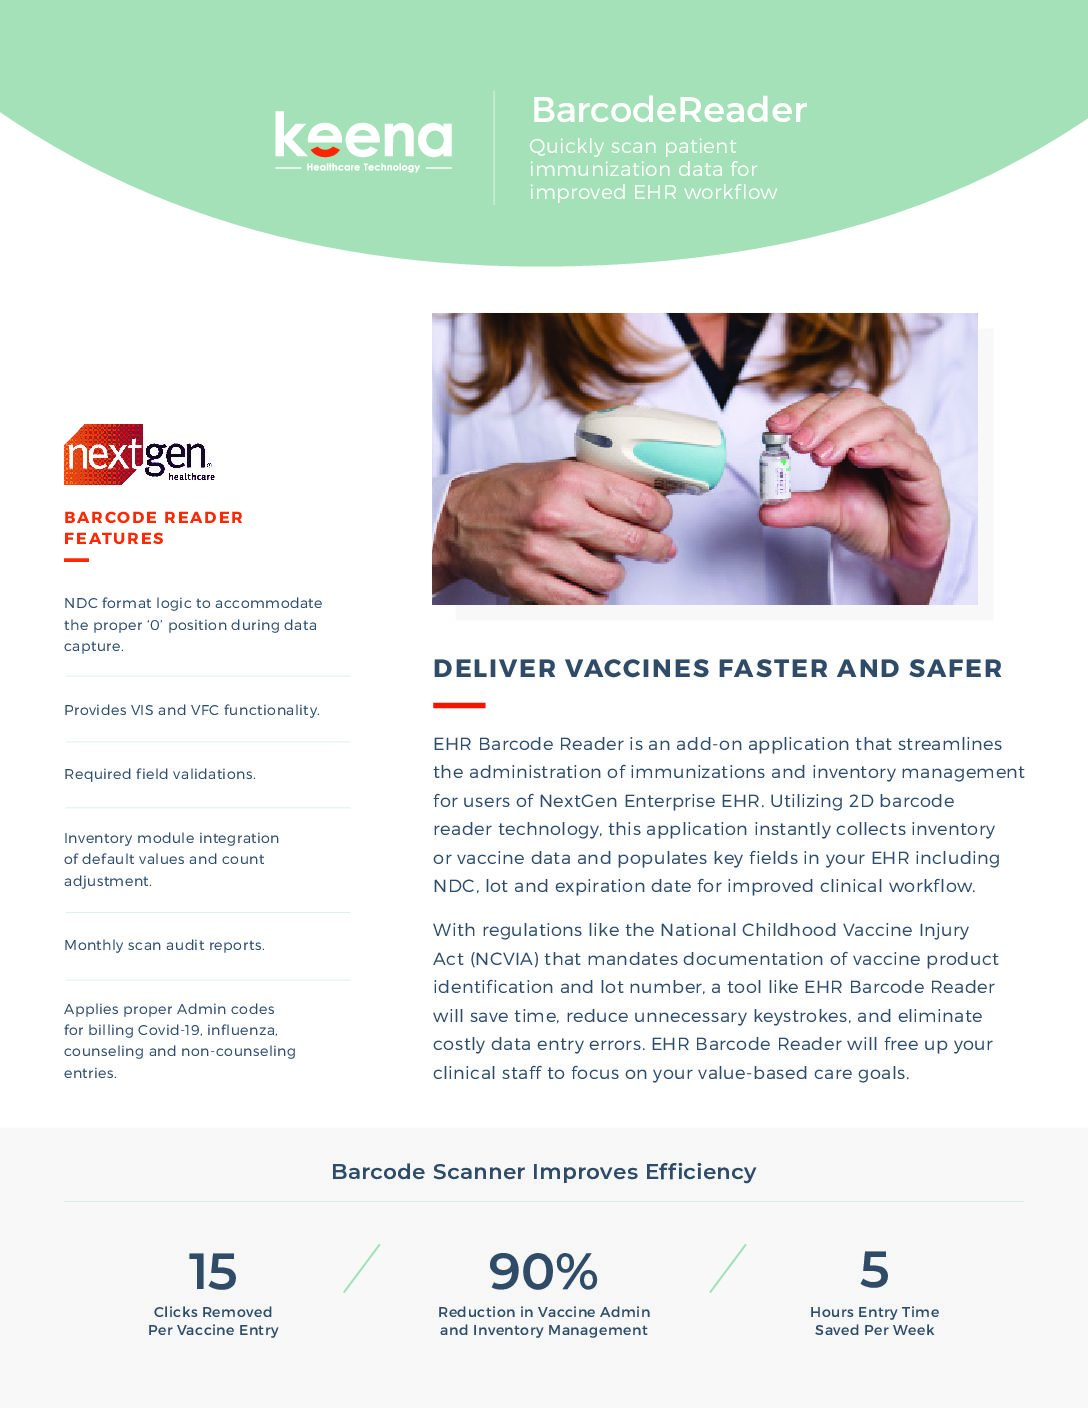 keena
Healthcare Technology
BarcodeReader
Quickly scan patient
immunization data for
improved EHR workflow
nextgen
healthcare
BARCODE READER
FEATURES
NDC format logic to accommodate
the proper ‘0’ position during data
capture.
Provides VIS and VFC functionality.
Required field validations.
Inventory module integration
of default values and count
adjustment.
Monthly scan audit reports.
Applies proper Admin codes
for billing Covid-19, influenza,
counseling and non-counseling
entries.
DELIVER VACCINES FASTER AND SAFER
EHR Barcode Reader is an add-on application that streamlines
the administration of immunizations and inventory management
for users of NextGen Enterprise EHR. Utilizing 2D barcode
reader technology, this application instantly collects inventory
or vaccine data and populates key fields in your EHR including
NDC, lot and expiration date for improved clinical workflow.
With regulations like the National Childhood Vaccine Injury
Act (NCVIA) that mandates documentation of vaccine product
identification and lot number, a tool like EHR Barcode Reader
will save time, reduce unnecessary keystrokes, and eliminate
costly data entry errors. EHR Barcode Reader will free up your
clinical staff to focus on your value-based care goals.
Barcode Scanner Improves Efficiency
15
Clicks Removed
Per Vaccine Entry
90%
Reduction in Vaccine Admin
and Inventory Management
5
Hours Entry Time
Saved Per Week